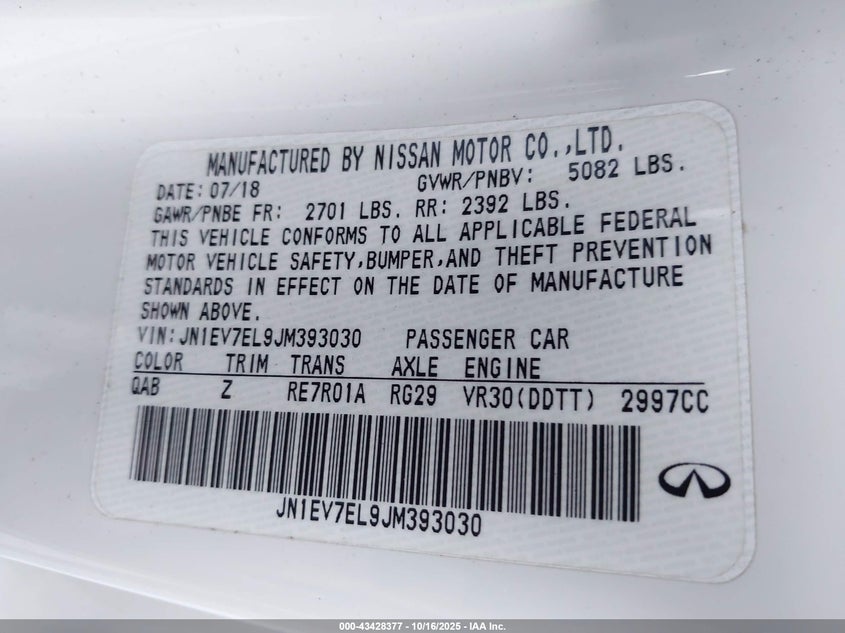 MANUFACTURED BY NISSAN MOTOR CO.,LTD.
DATE: 07/18 GVWR/PNBV: 5082 LBS.
GAWR/PNBE FR: 2701 LBS. RR: 2392 LBS.
THIS VEHICLE CONFORMS TO ALL APPLICABLE FEDERAL
MOTOR VEHICLE SAFETY,BUMPER,AND THEFT PREVENTION
STANDARDS IN EFFECT ON THE DATE OF MANUFACTURE
SHOWN ABOVE.
VIN:JN1EV7EL9JM393030 PASSENGER CAR
COLOR TRIM TRANS AXLE ENGINE
QAB Z RE7R01A RG29 VR30(DDTT) 2997CC
JN1EV7EL9JM393030
000-43428377 - 10/16/2025 - IAA Inc.